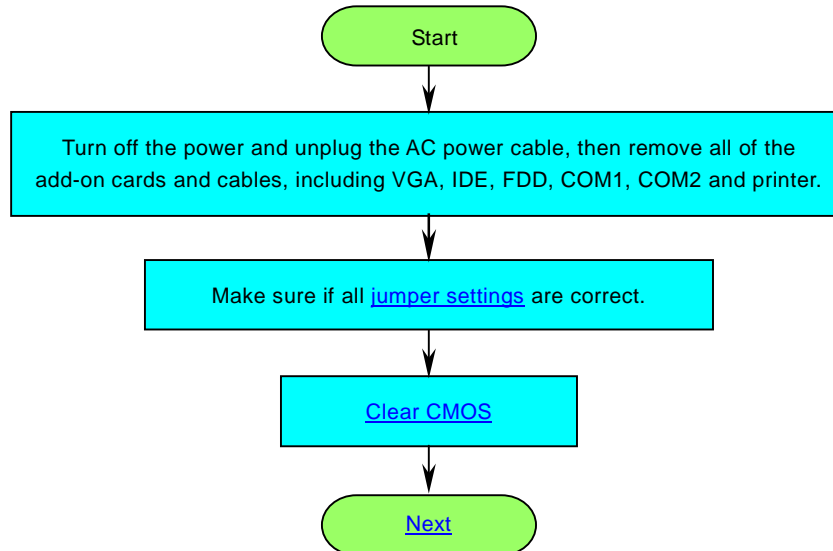 Start
Turn off the power and unplug the AC power cable, then remove all of the
add-on cards and cables, including VGA, IDE, FDD, COM1, COM2 and printer.
Make sure if all jumper settings are correct.
Clear CMOS
Next